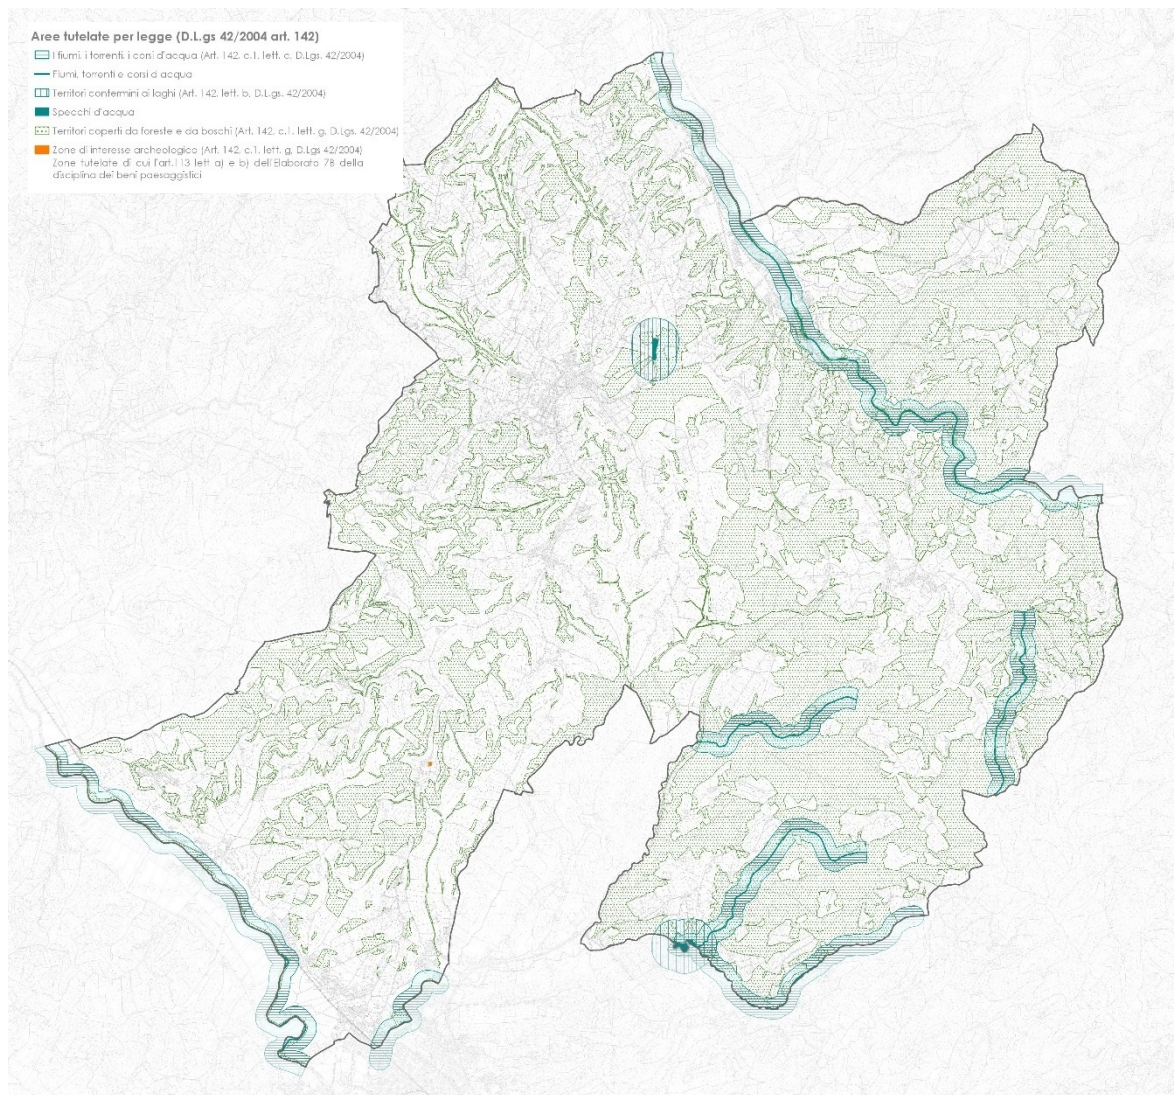 Aree tutelate per legge (D.L.gs 42/2004 art. 142)
I fiumi, i torrenti, i corsi d'acqua (Art. 142, c.1, lett. c, D.Lgs. 42/2004)
Fiumi, torrenti e corsi d acqua
Territori contermini ai laghi (Art. 142, lett. b, D.Lgs. 42/2004)
Specchi d'acqua
Territori coperti da foreste e da boschi (Art. 142, c.1, lett. g, D.Lgs. 42/2004)
Zone di interesse archeologico (Art. 142, c.1, lett. g, D.Lgs 42/2004)
Zone tutelate di cui l'art.113 lett a) e b) dell'Elaborato 7B della
disciplina dei beni paesaggistici